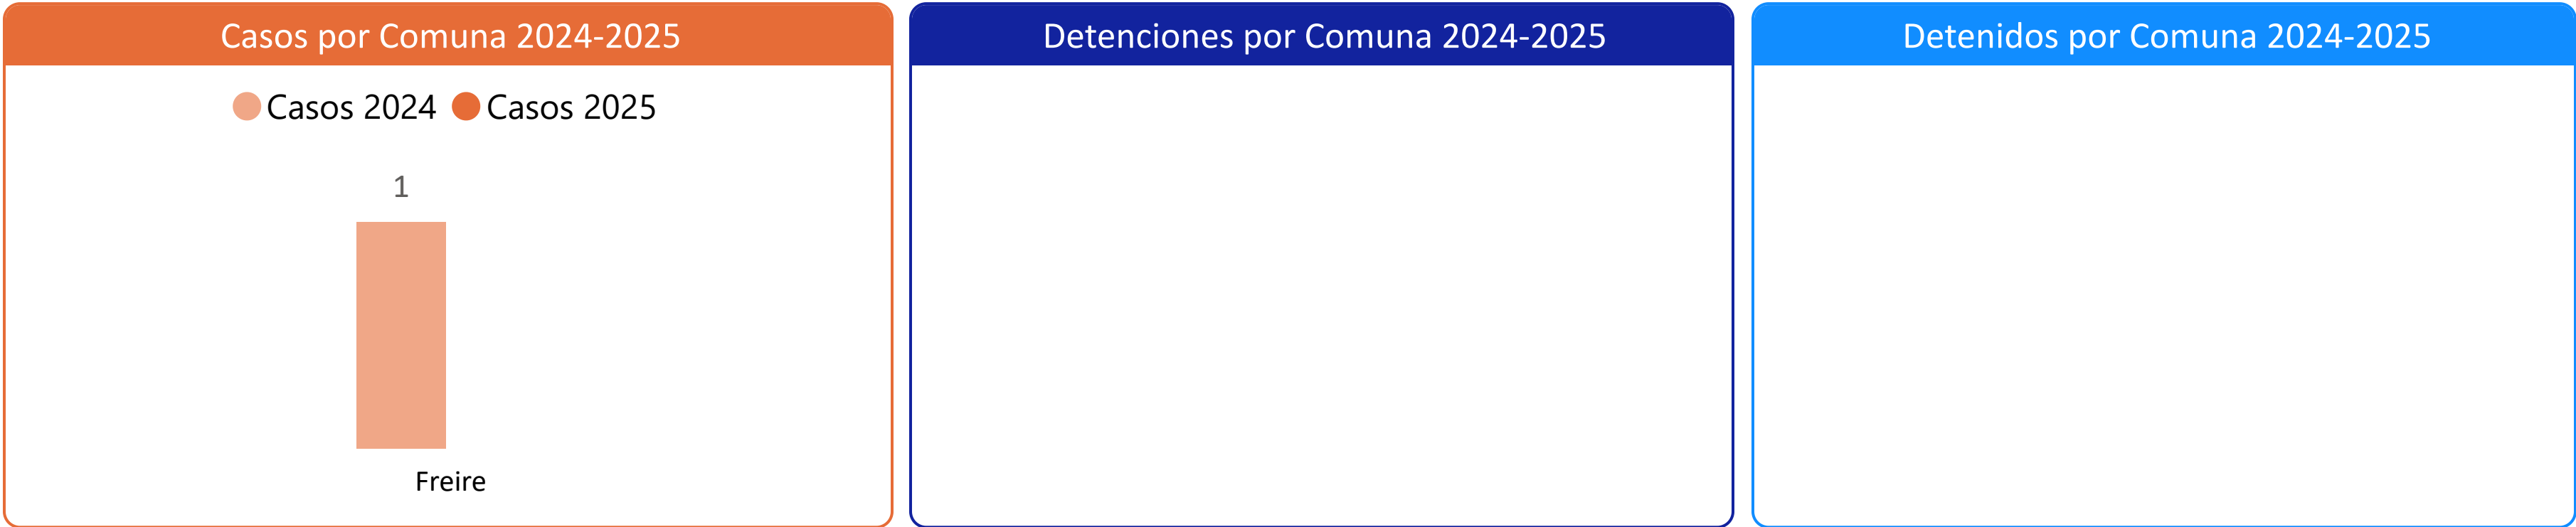 Casos por Comuna 2024-2025
Casos 2024 Casos 2025
1
Freire
Detenciones por Comuna 2024-2025
Detenidos por Comuna 2024-2025